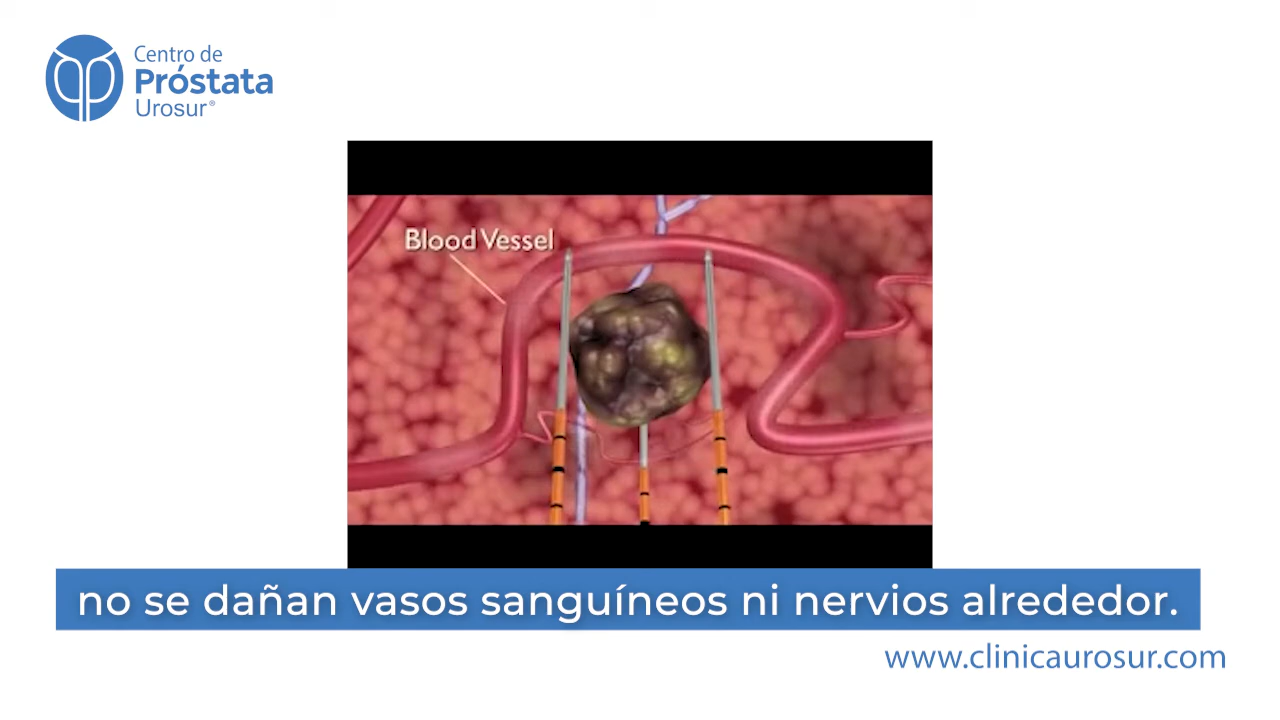 Centro de
Próstata
Urosur®
Blood Vessel
no se dañan vasos sanguíneos ni nervios alrededor.
www.clinicaurosur.com